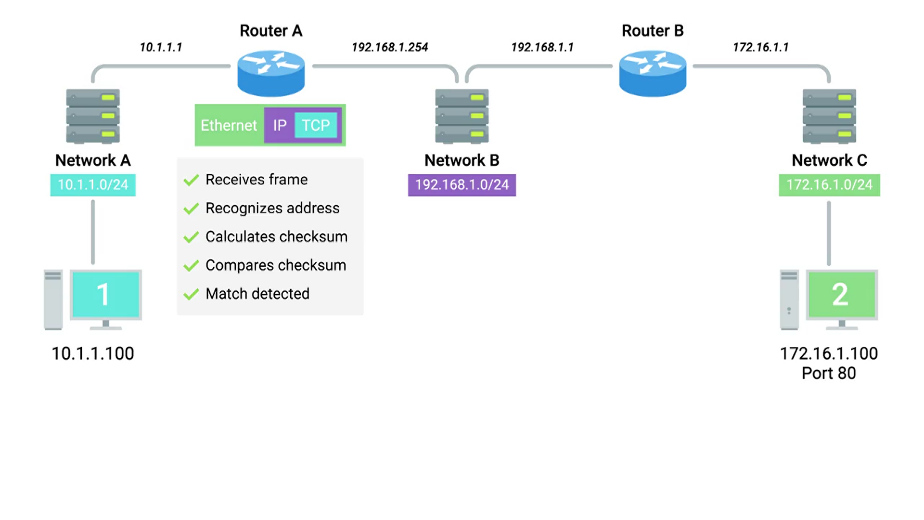 Router A
Router B
10.1.1.1
192.168.1.254
192.168.1.1
172.16.1.1
Ethernet IP TCP
Network A
10.1.1.0/24
Network B
192.168.1.0/24
Network C
172.16.1.0/24
Receives frame
Recognizes address
Calculates checksum
Compares checksum
Match detected
1
10.1.1.100
2
172.16.1.100
Port 80